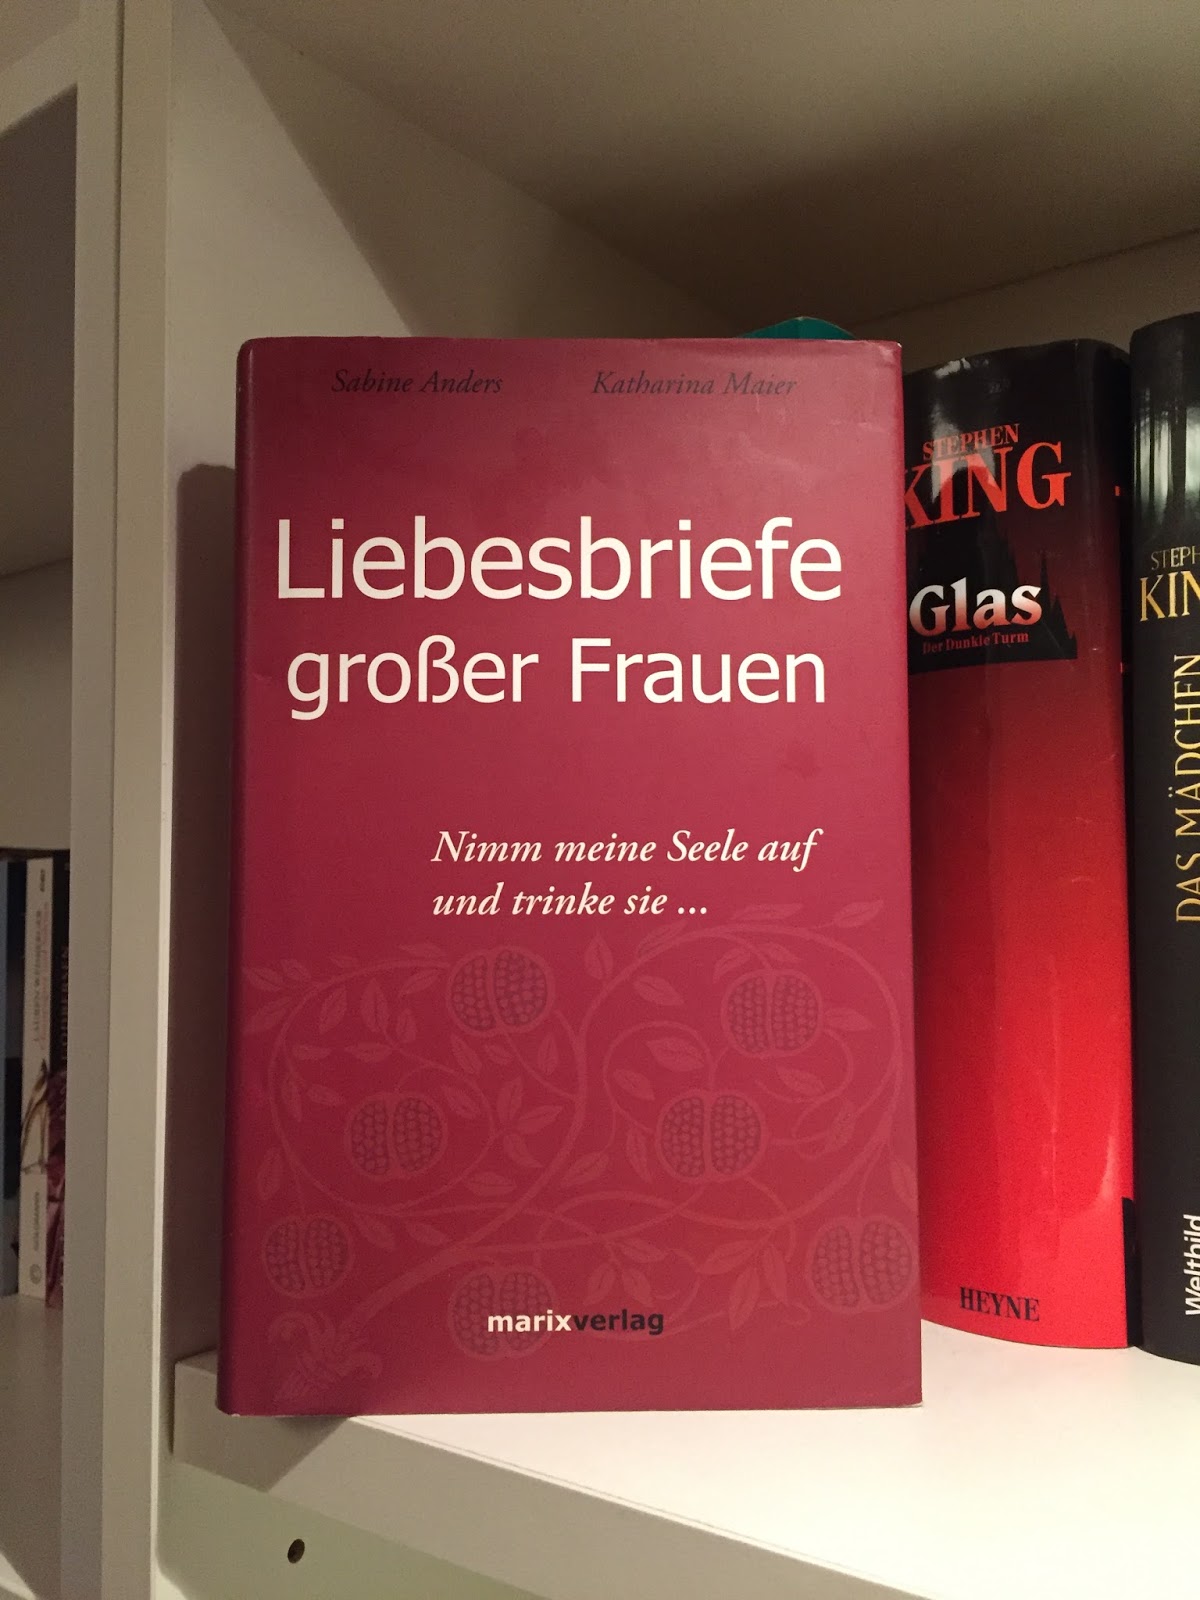 Sabine Anders Katharina Maier
Liebesbriefe
großer Frauen
Nimm meine Seele auf
und trinke sie ...
marixverlag
STEPHEN
KING
Glas
Der Dunkle Turm
HEYNE
KIN
DAS MÄDCHEN
Weltbild